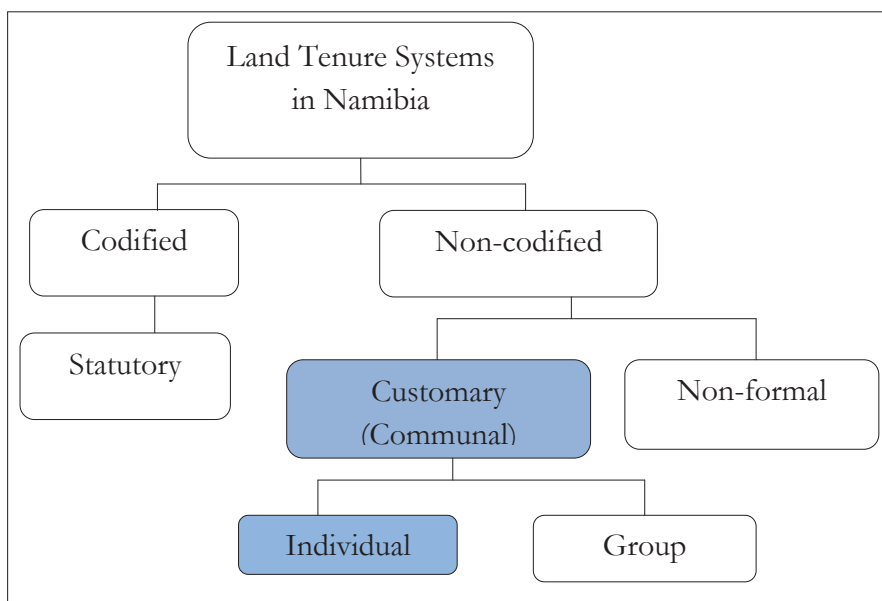 Land Tenure Systems
in Namibia
Codified
Non-codified
Statutory
Customary
(Communal)
Non-formal
Individual
Group